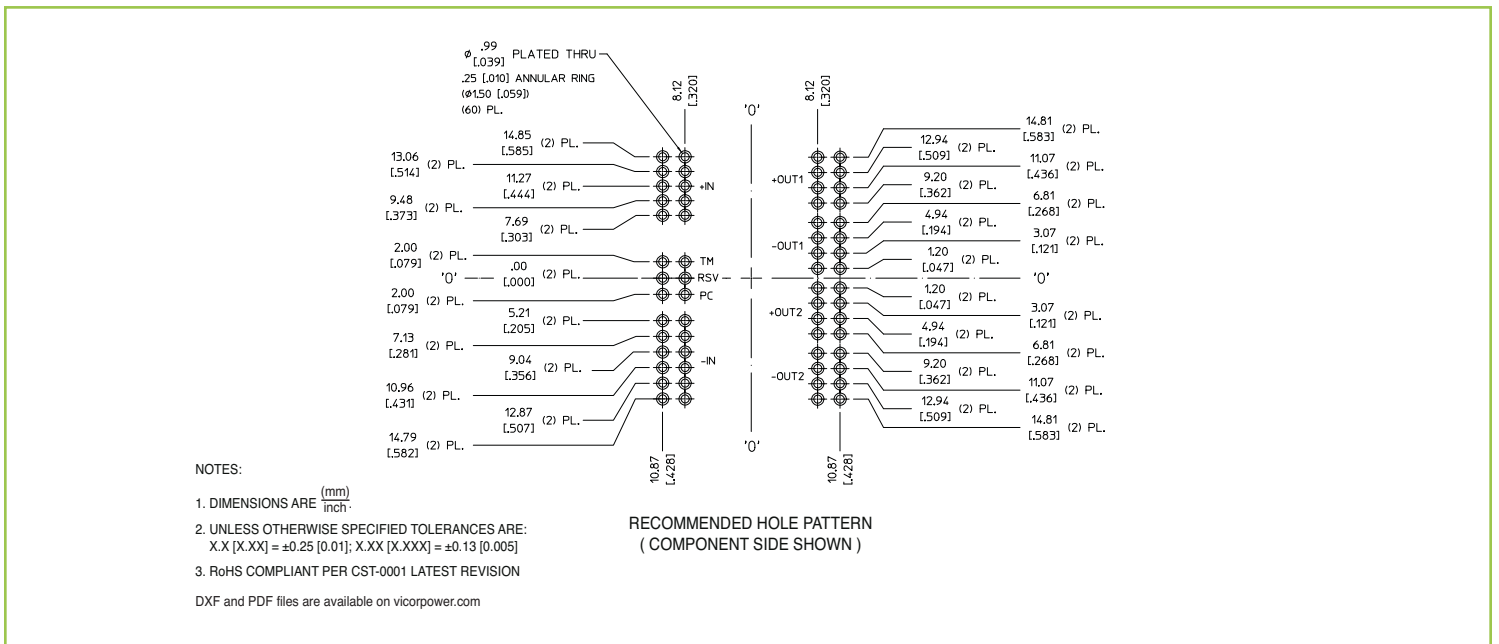 ø .99 PLATED THRU
[.039]
.25 [.010] ANNULAR RING
(ø1.50 [.059])
(60) PL.
8.12
[.320]
'0'
8.12
[.320]
14.85 (2) PL.
[.585]
13.06 (2) PL.
[.514]
11.27 (2) PL.
[.444]
9.48 (2) PL.
[.373]
7.69 (2) PL.
[.303]
2.00 (2) PL.
[.079]
'0'
.00 (2) PL.
[.000]
2.00 (2) PL.
[.079]
5.21 (2) PL.
[.205]
7.13 (2) PL.
[.281]
9.04 (2) PL.
[.356]
10.96 (2) PL.
[.431]
12.87 (2) PL.
[.507]
14.79 (2) PL.
[.582]
+IN
TM
RSV
PC
-IN
+OUT1
-OUT1
+OUT2
-OUT2
14.81 (2) PL.
[.583]
12.94 (2) PL.
[.509]
11.07 (2) PL.
[.436]
9.20 (2) PL.
[.362]
6.81 (2) PL.
[.268]
4.94 (2) PL.
[.194]
3.07 (2) PL.
[.121]
1.20 (2) PL.
[.047]
'0'
1.20 (2) PL.
[.047]
3.07 (2) PL.
[.121]
4.94 (2) PL.
[.194]
6.81 (2) PL.
[.268]
9.20 (2) PL.
[.362]
11.07 (2) PL.
[.436]
12.94 (2) PL.
[.509]
14.81 (2) PL.
[.583]
10.87
[.428]
'0'
10.87
[.428]
NOTES:
1. DIMENSIONS ARE (mm)
inch.
2. UNLESS OTHERWISE SPECIFIED TOLERANCES ARE:
X.X [X.XX] = ±0.25 [0.01]; X.XX [X.XXX] = ±0.13 [0.005]
3. RoHS COMPLIANT PER CST-0001 LATEST REVISION
DXF and PDF files are available on vicorpower.com
RECOMMENDED HOLE PATTERN
( COMPONENT SIDE SHOWN )